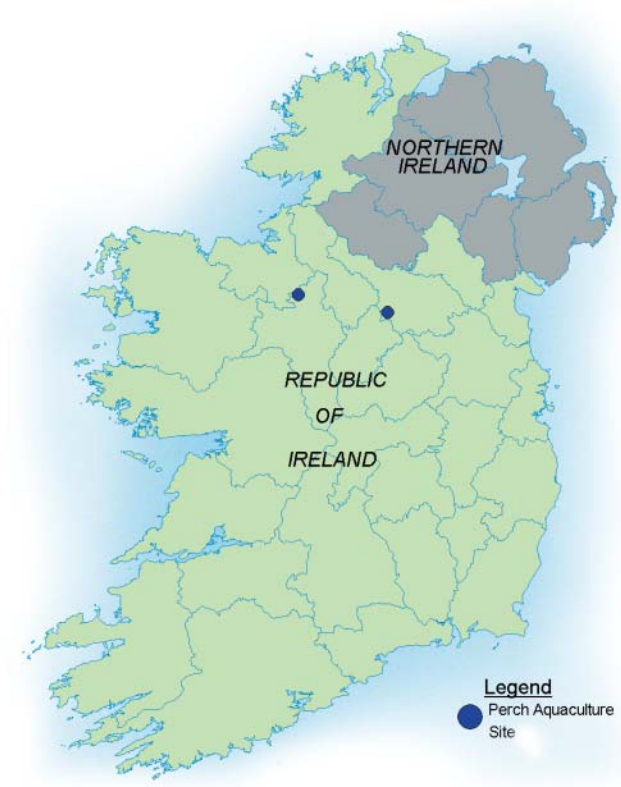 NORTHERN
IRELAND
REPUBLIC
OF
IRELAND
Legend
Perch Aquaculture
Site